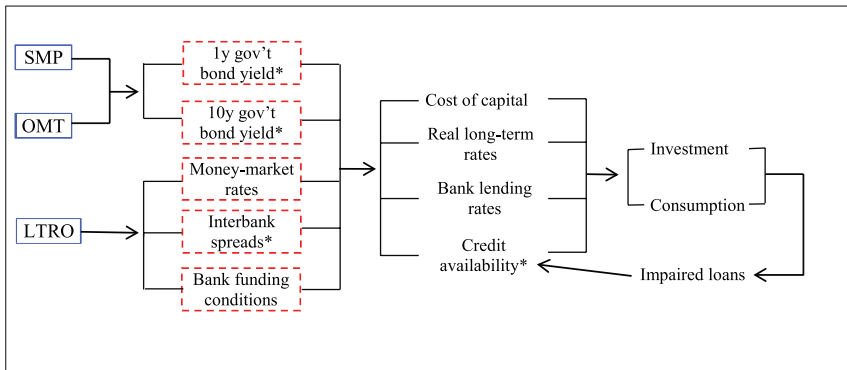 SMP
OMT
LTRO
1y gov’t
bond yield*
10y gov’t
bond yield*
Money-market
rates
Interbank
spreads*
Bank funding
conditions
Cost of capital
Real long-term
rates
Bank lending
rates
Credit
availability*
Investment
Consumption
Impaired loans